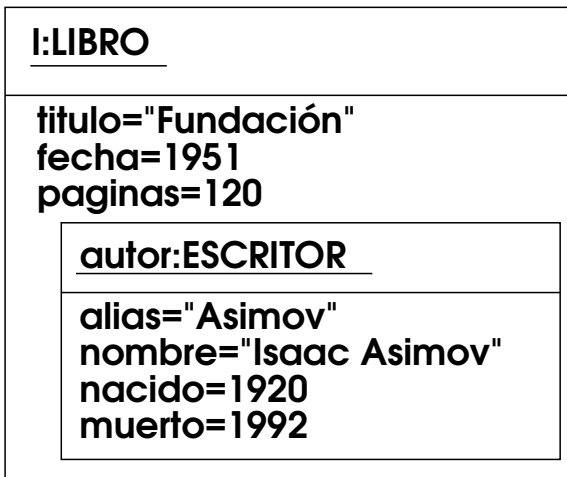 l:LIBRO
titulo="Fundación"
fecha=1951
paginas=120
autor:ESCRITOR
alias="Asimov"
nombre="Isaac Asimov"
nacido=1920
muerto=1992